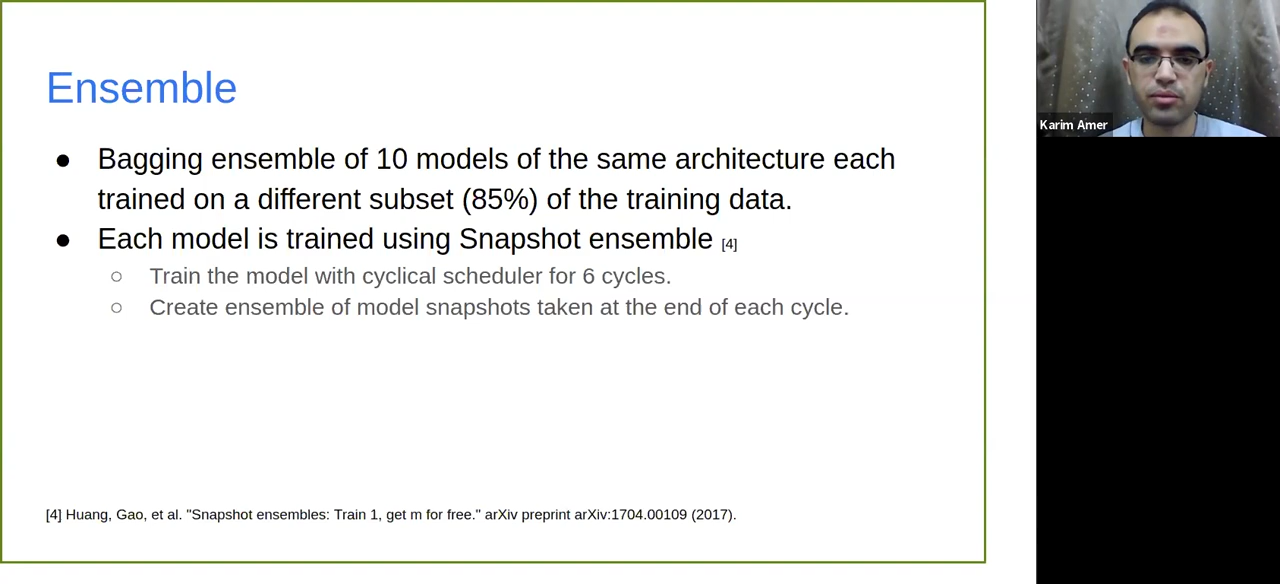 Ensemble
● Bagging ensemble of 10 models of the same architecture each
trained on a different subset (85%) of the training data.
● Each model is trained using Snapshot ensemble [4]
○ Train the model with cyclical scheduler for 6 cycles.
○ Create ensemble of model snapshots taken at the end of each cycle.
[4] Huang, Gao, et al. "Snapshot ensembles: Train 1, get m for free." arXiv preprint arXiv:1704.00109 (2017).
Karim Amer